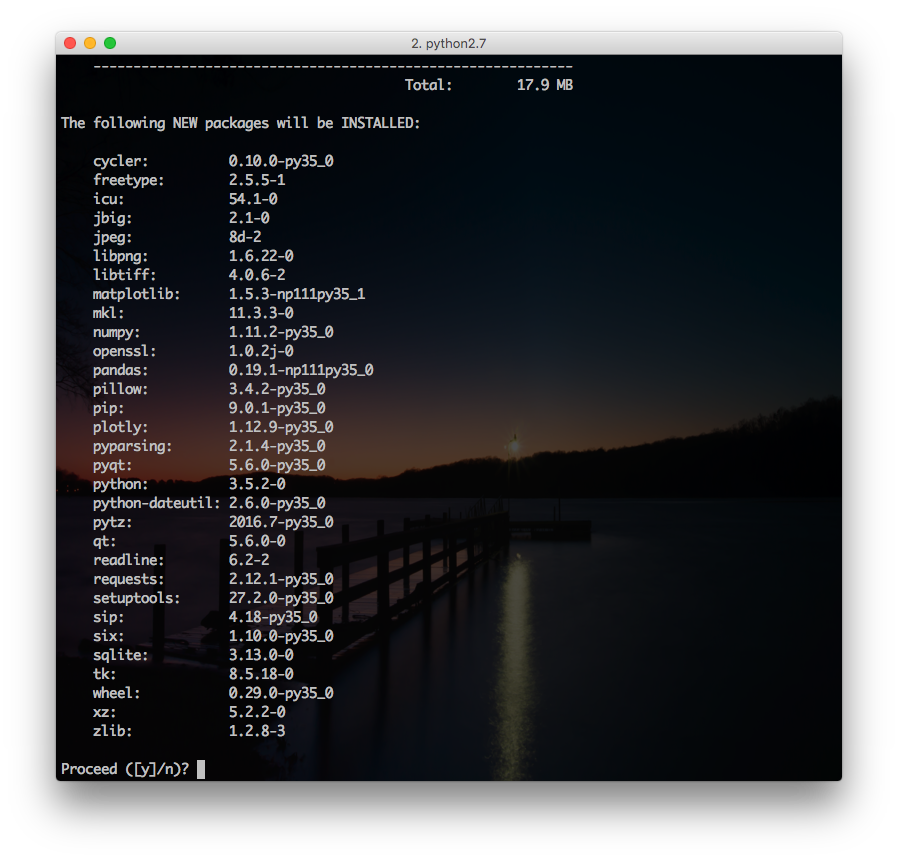 2. python2.7
------------------------------------------------------------
Total: 17.9 MB
The following NEW packages will be INSTALLED:
cycler: 0.10.0-py35_0
freetype: 2.5.5-1
icu: 54.1-0
jbig: 2.1-0
jpeg: 8d-2
libpng: 1.6.22-0
libtiff: 4.0.6-2
matplotlib: 1.5.3-np111py35_1
mkl: 11.3.3-0
numpy: 1.11.2-py35_0
openssl: 1.0.2j-0
pandas: 0.19.1-np111py35_0
pillow: 3.4.2-py35_0
pip: 9.0.1-py35_0
plotly: 1.12.9-py35_0
pyparsing: 2.1.4-py35_0
pyqt: 5.6.0-py35_0
python: 3.5.2-0
python-dateutil: 2.6.0-py35_0
pytz: 2016.7-py35_0
qt: 5.6.0-0
readline: 6.2-2
requests: 2.12.1-py35_0
setuptools: 27.2.0-py35_0
sip: 4.18-py35_0
six: 1.10.0-py35_0
sqlite: 3.13.0-0
tk: 8.5.18-0
wheel: 0.29.0-py35_0
xz: 5.2.2-0
zlib: 1.2.8-3
Proceed ([y]/n)?